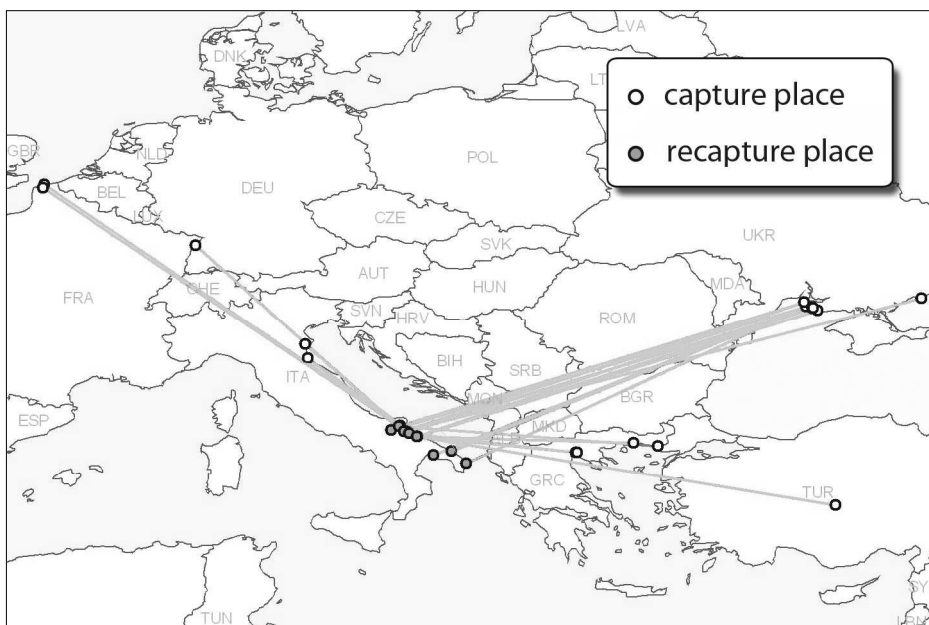 LVA
DNK
LT
capture place
GBR
NLD
POL
recapture place
BEL
DEU
LUX
CZE
SVK
UKR
AUT
MDA
FRA
CHE
HUN
SVN
HRV
ROM
BIH
SRB
ITA
MON
BGR
ESP
MKD
GRC
TUR
SY
TUN
LBN